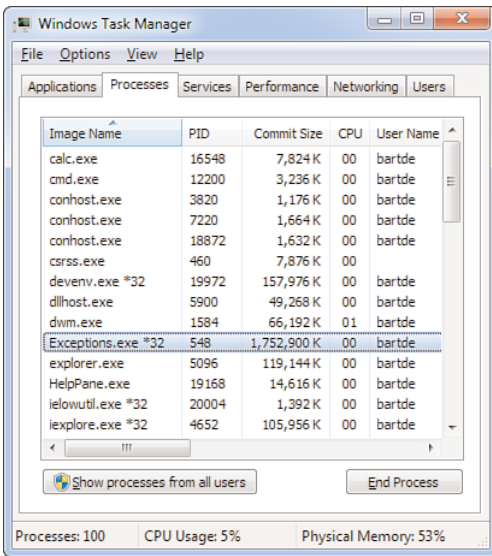 Windows Task Manager
File Options View Help
Applications Processes Services Performance Networking Users
Image Name PID Commit Size CPU User Name
calc.exe 16548 7,824 K 00 bartde
cmd.exe 12200 3,236 K 00 bartde
conhost.exe 3820 1,176 K 00 bartde
conhost.exe 7220 1,664 K 00 bartde
conhost.exe 18872 1,632 K 00 bartde
csrss.exe 460 7,876 K 00
devenv.exe *32 19972 157,976 K 00 bartde
dllhost.exe 5900 49,268 K 00 bartde
dwm.exe 1584 66,192 K 01 bartde
Exceptions.exe *32 548 1,752,900 K 00 bartde
explorer.exe 5096 119,144 K 00 bartde
HelpPane.exe 19168 14,616 K 00 bartde
ielowutil.exe *32 20004 1,392 K 00 bartde
iexplore.exe *32 4652 105,956 K 00 bartde
Show processes from all users End Process
Processes: 100 CPU Usage: 5% Physical Memory: 53%